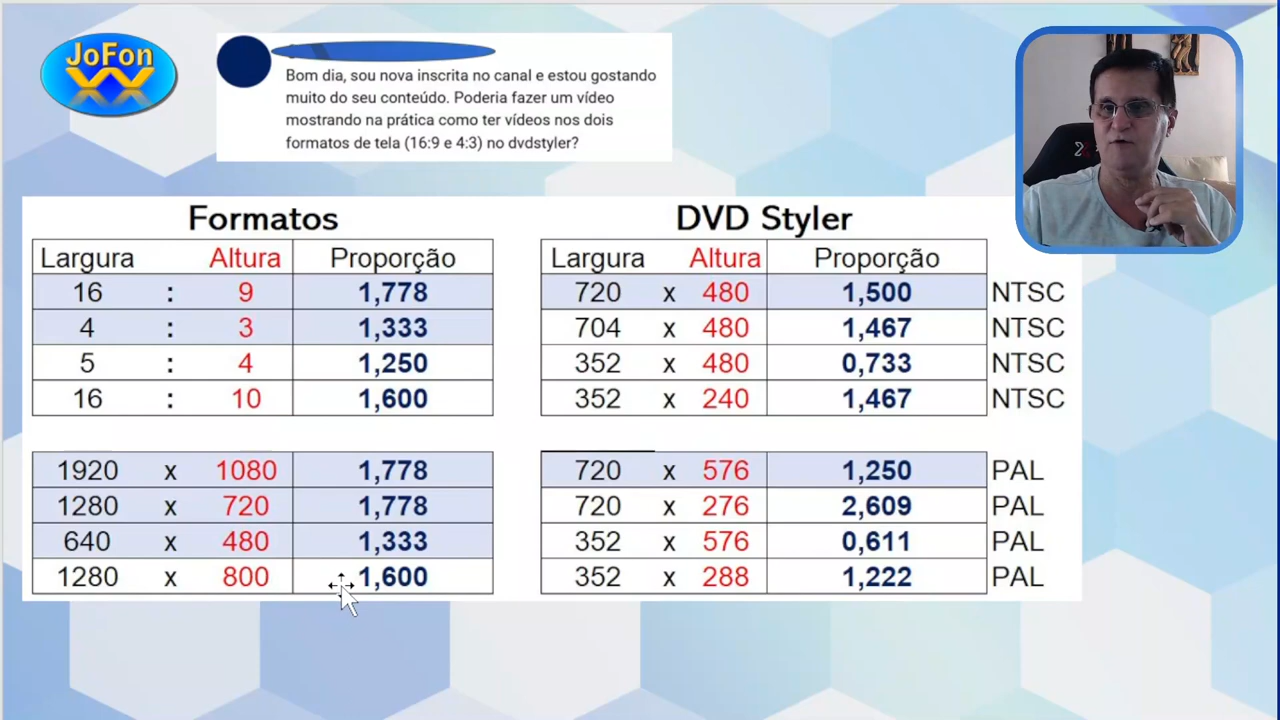 JoFon
Bom dia, sou nova inscrita no canal e estou gostando
muito do seu conteúdo. Poderia fazer um vídeo
mostrando na prática como ter vídeos nos dois
formatos de tela (16:9 e 4:3) no dvdstyler?
Formatos
Largura Altura Proporção
16 : 9 1,778
4 : 3 1,333
5 : 4 1,250
16 : 10 1,600
1920 x 1080 1,778
1280 x 720 1,778
640 x 480 1,333
1280 x 800 1,600
DVD Styler
Largura Altura Proporção
720 x 480 1,500 NTSC
704 x 480 1,467 NTSC
352 x 480 0,733 NTSC
352 x 240 1,467 NTSC
720 x 576 1,250 PAL
720 x 276 2,609 PAL
352 x 576 0,611 PAL
352 x 288 1,222 PAL